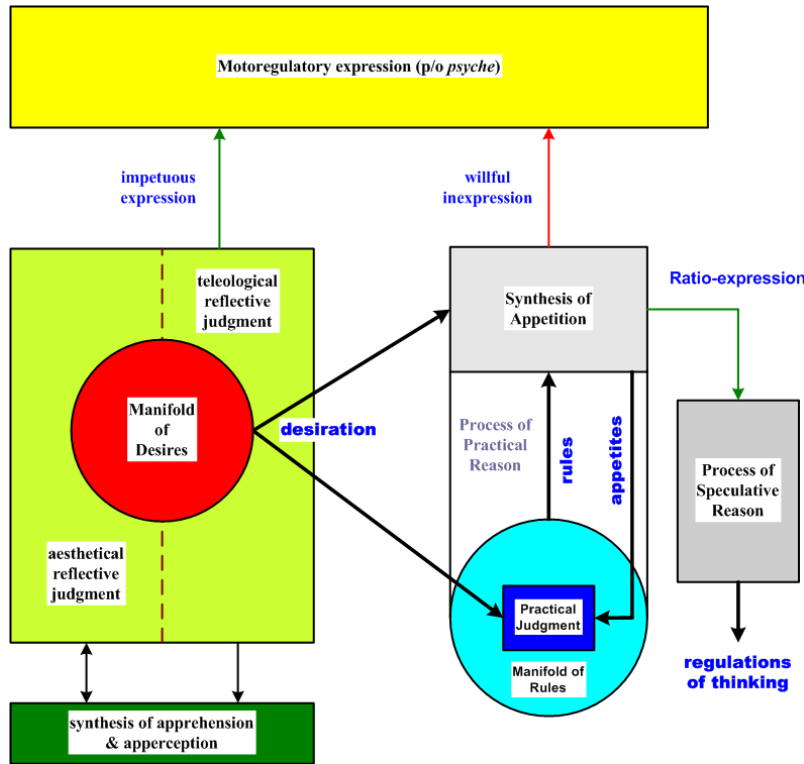 Motoregulatory expression (p/o psyche)
impetuous
expression
willful
inexpression
teleological
reflective
judgment
Synthesis of
Appetition
Ratio-expression
Manifold
of
Desires
desiration
Process of
Practical
Reason
rules
appetites
Process of
Speculative
Reason
aesthetical
reflective
judgment
Practical
Judgment
Manifold of
Rules
regulations
of thinking
synthesis of apprehension
& apperception